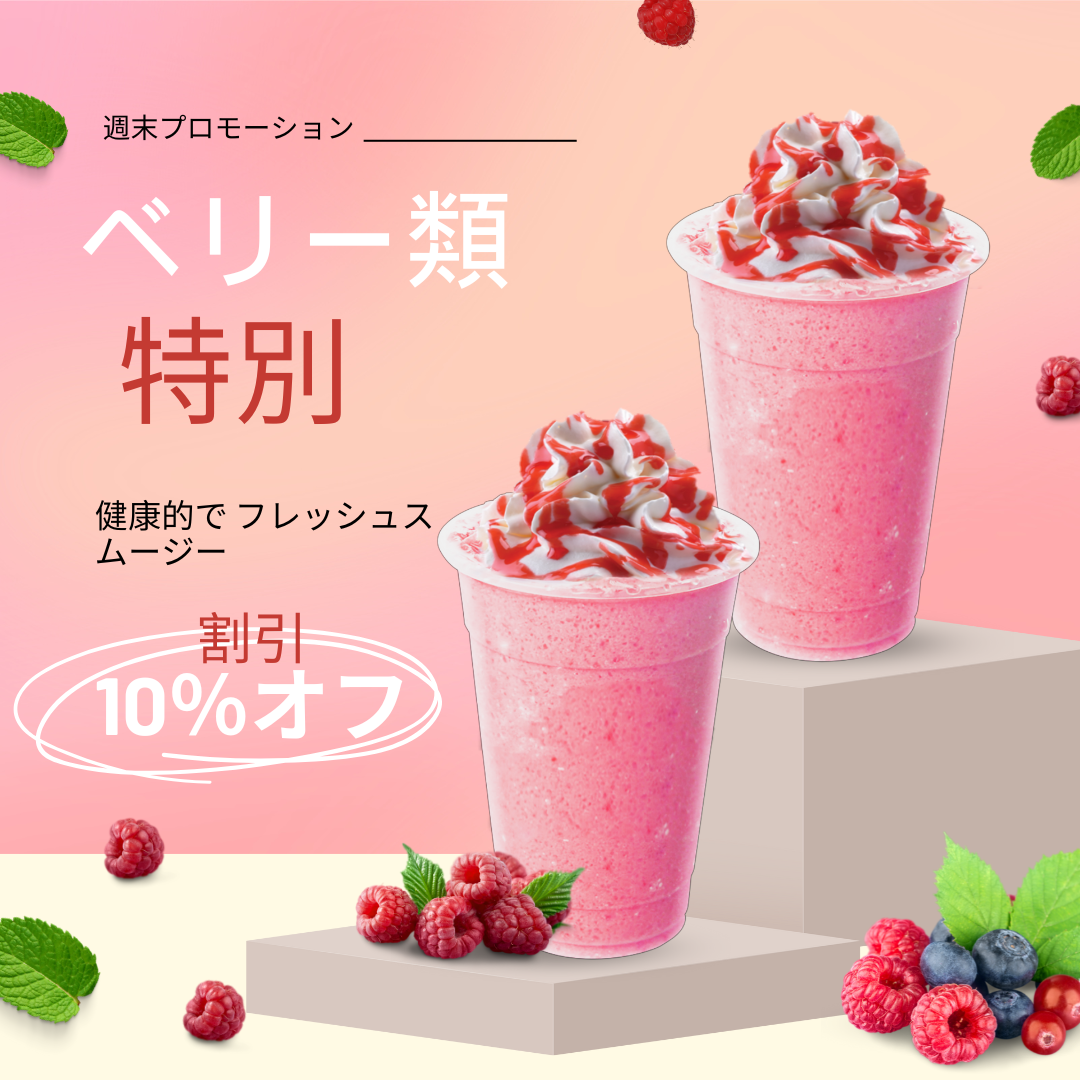 週末プロモーション
ベリー類
特別
健康的で フレッシュス
ムージー
割引
10%オフ